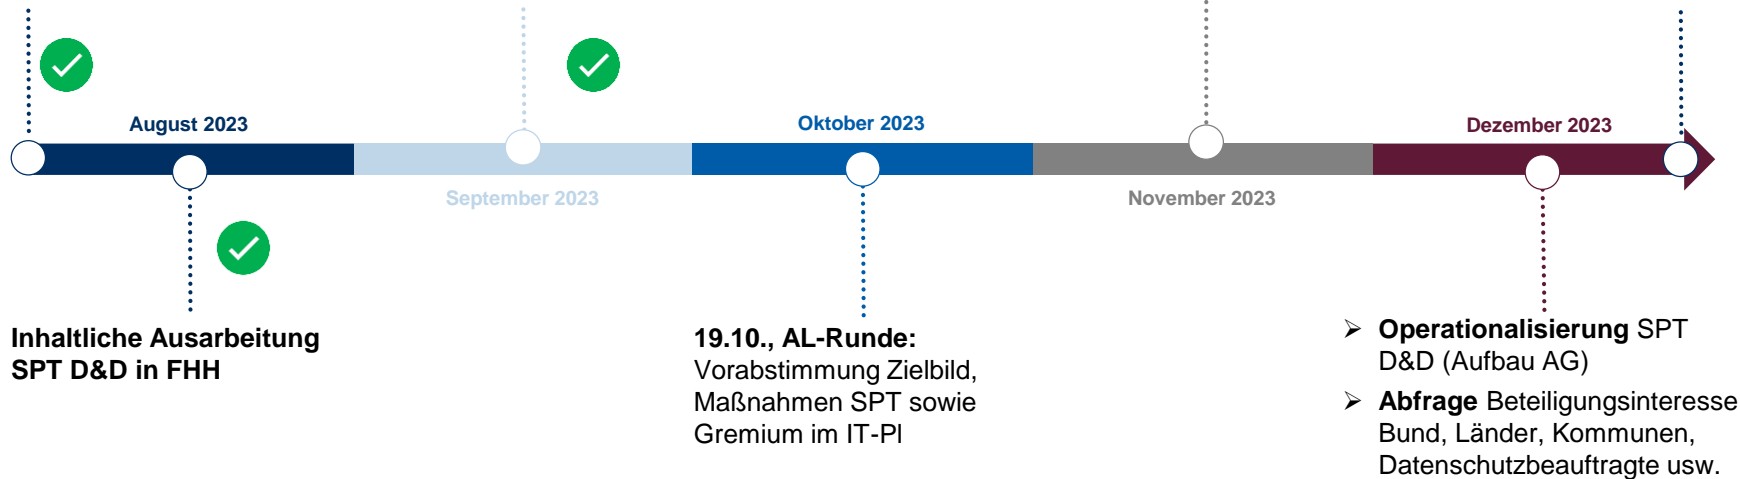 August 2023
Oktober 2023
Dezember 2023
September 2023
November 2023
Inhaltliche Ausarbeitung
SPT D&D in FHH
19.10., AL-Runde:
Vorabstimmung Zielbild,
Maßnahmen SPT sowie
Gremium im IT-Pl
➢ Operationalisierung SPT
D&D (Aufbau AG)
➢ Abfrage Beteiligungsinteresse
Bund, Länder, Kommunen,
Datenschutzbeauftragte usw.